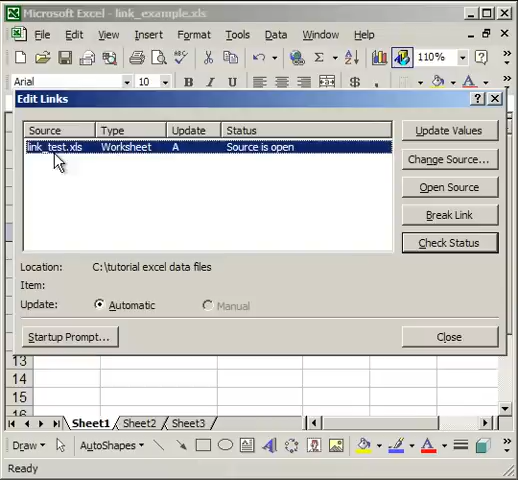 Microsoft Excel - link_example.xls
File Edit View Insert Format Tools Data Window Help
110%
Arial 10 B I U
Edit Links
Source Type Update Status
link_test.xls Worksheet A Source is open
Update Values
Change Source...
Open Source
Break Link
Check Status
Location: C:\tutorial excel data files
Item:
Update: Automatic Manual
Startup Prompt... Close
13
14
15
16
Sheet1 Sheet2 Sheet3
Draw AutoShapes A A
Ready